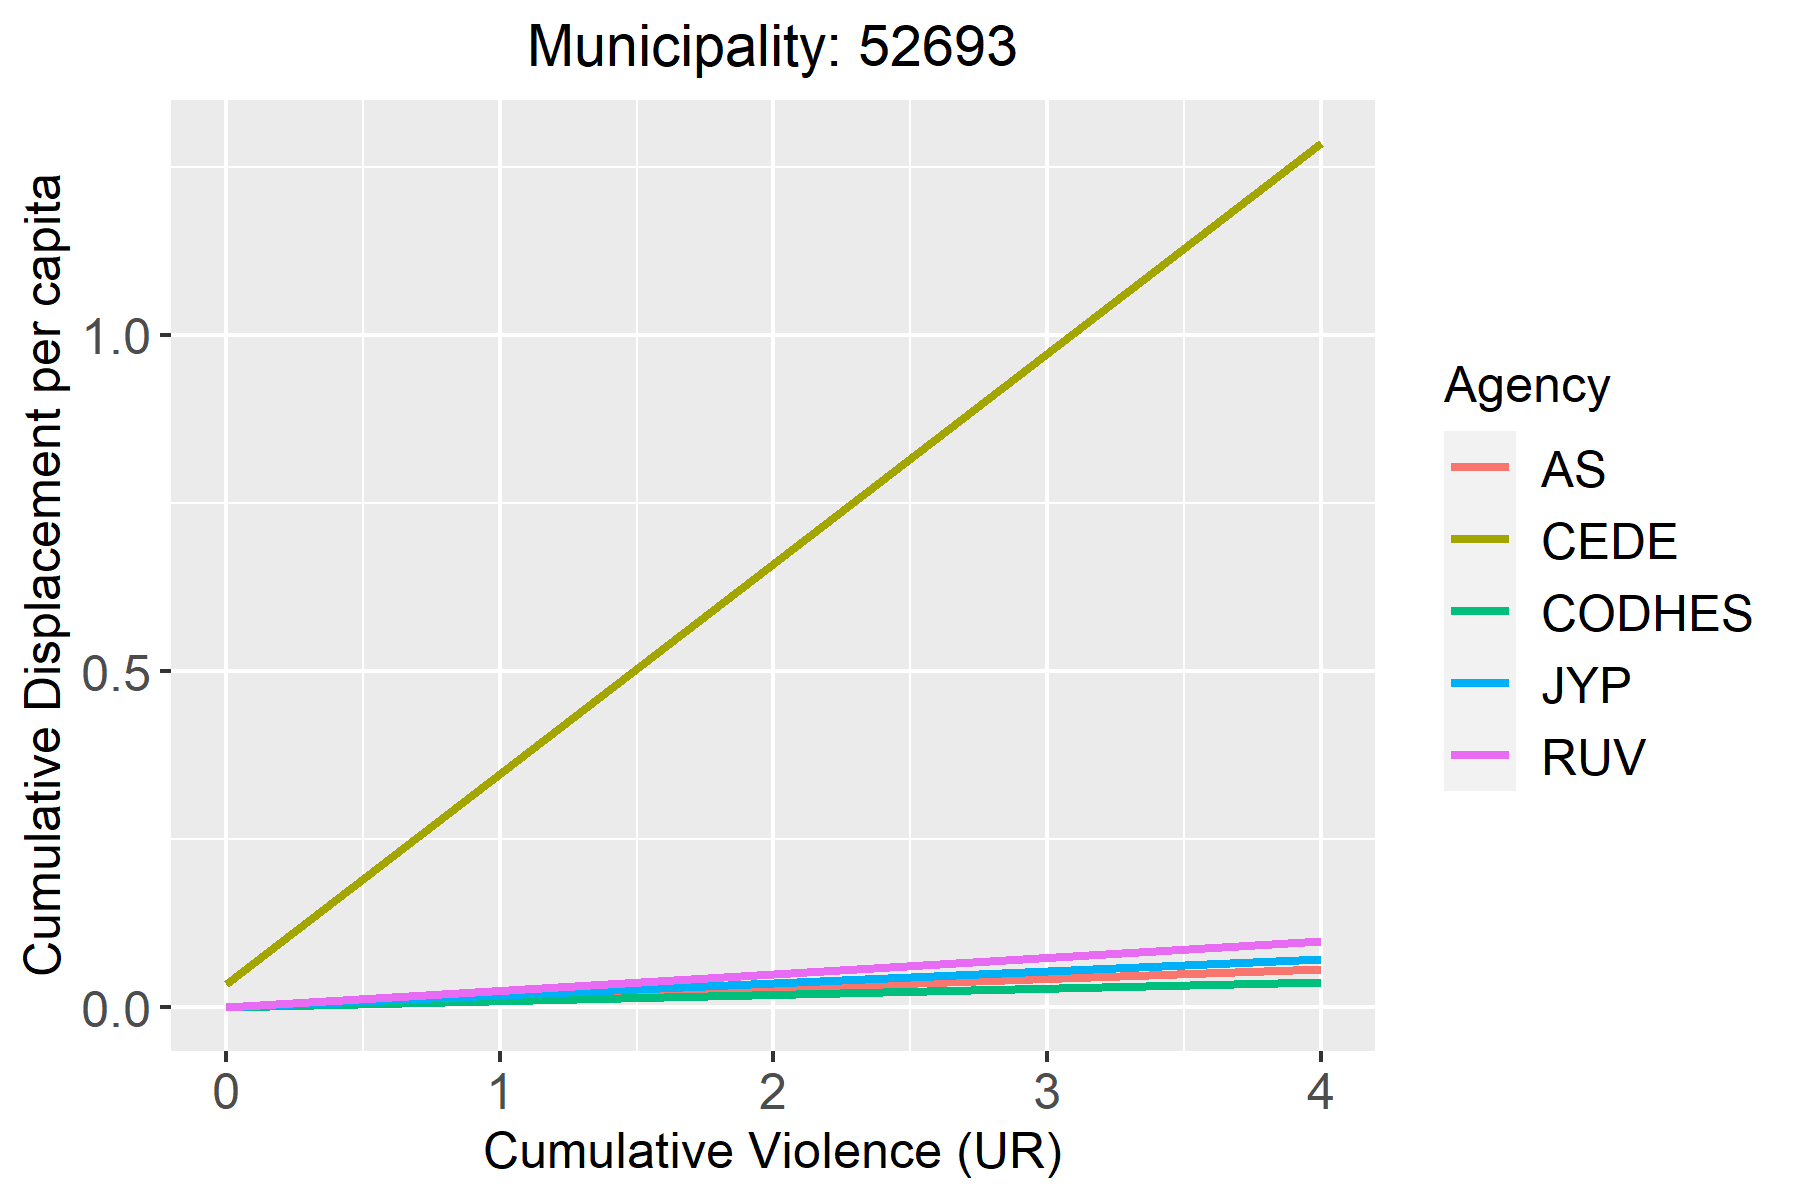 Municipality: 52693
Cumulative Displacement per capita
1.0
0.5
0.0
0 1 2 3 4
Cumulative Violence (UR)
Agency
AS
CEDE
CODHES
JYP
RUV